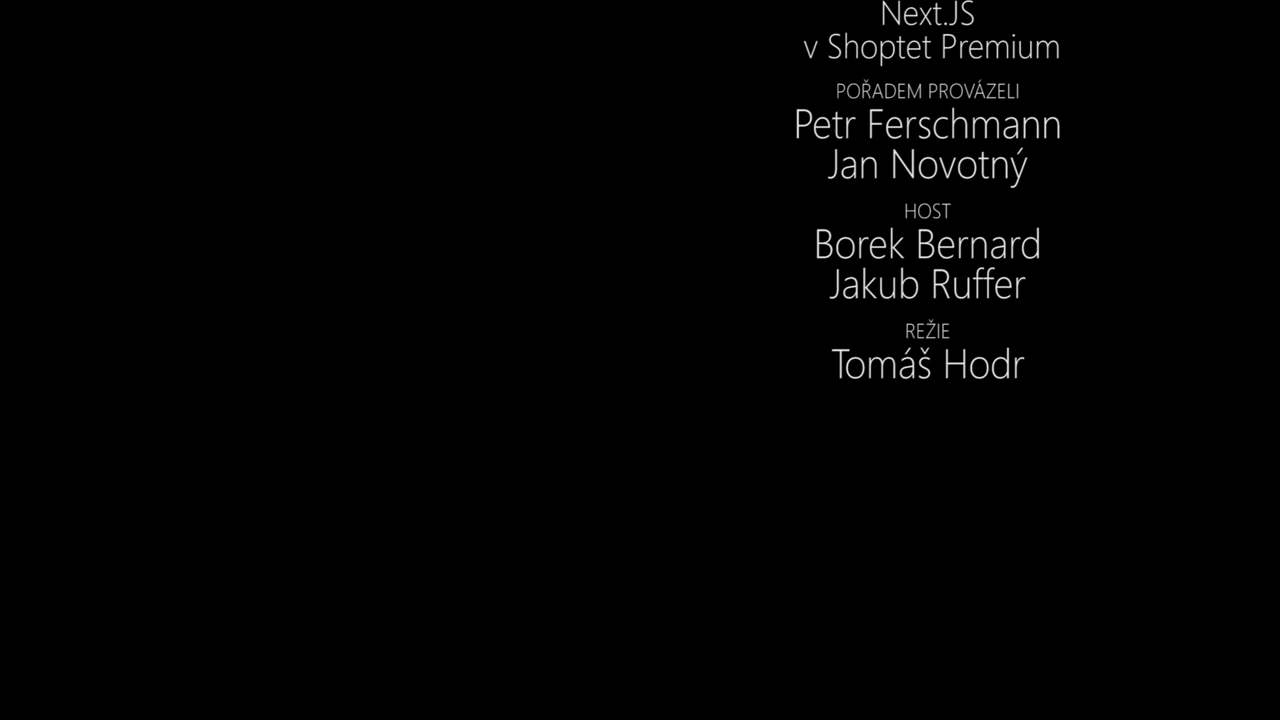 Next.JS
v Shoptet Premium
POŘADEM PROVÁZELI
Petr Ferschmann
Jan Novotný
HOST
Borek Bernard
Jakub Ruffer
REŽIE
Tomáš Hodr